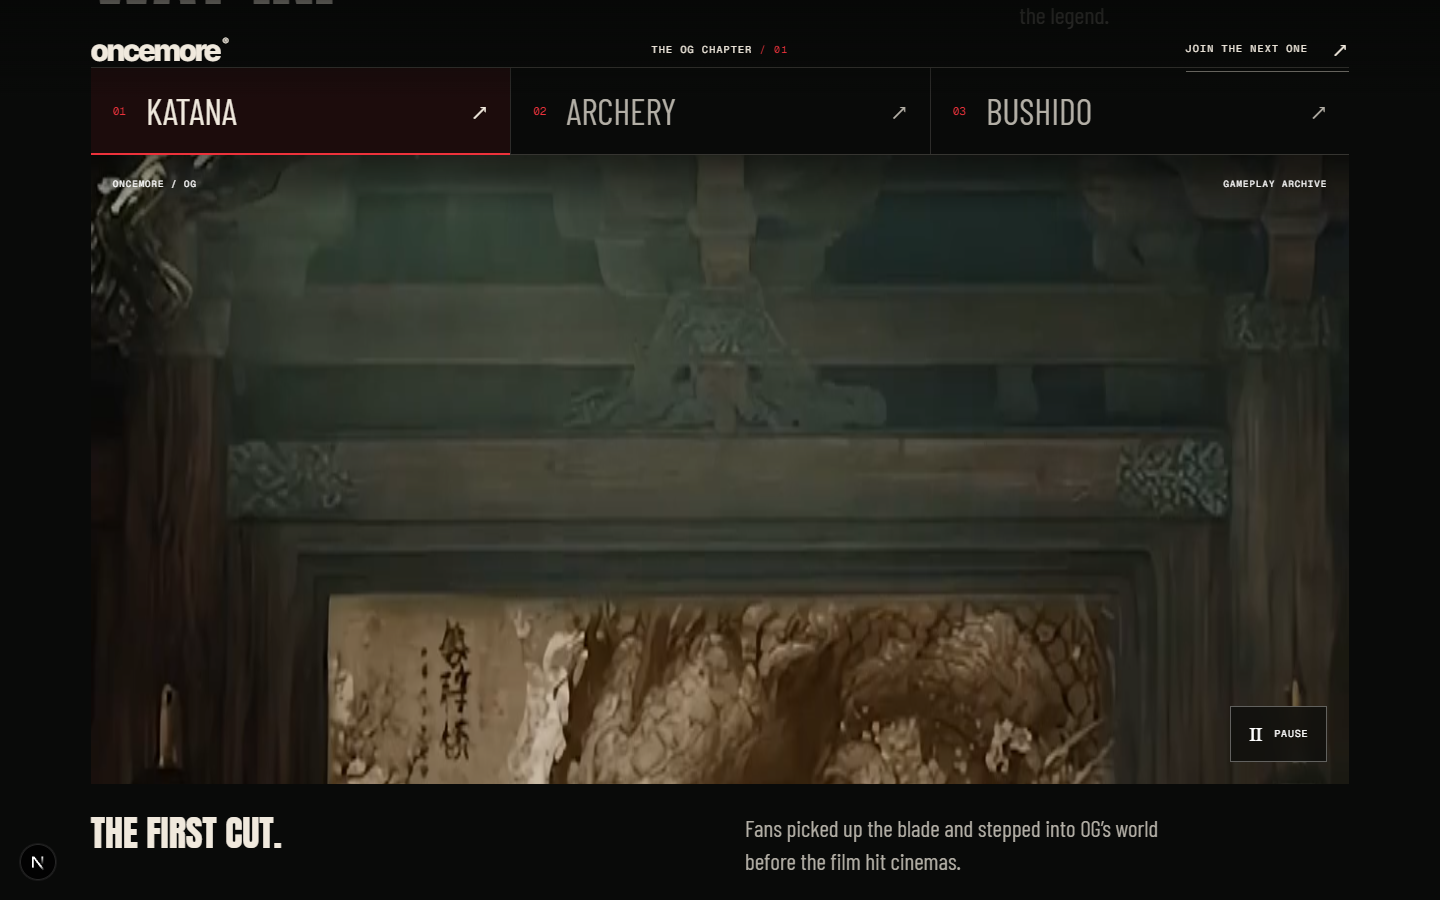 the legend.
oncemore®
THE OG CHAPTER / 01
JOIN THE NEXT ONE ↗
01 KATANA ↗
02 ARCHERY ↗
03 BUSHIDO ↗
ONCEMORE / OG
GAMEPLAY ARCHIVE
PAUSE
THE FIRST CUT.
Fans picked up the blade and stepped into OG’s world
before the film hit cinemas.
N